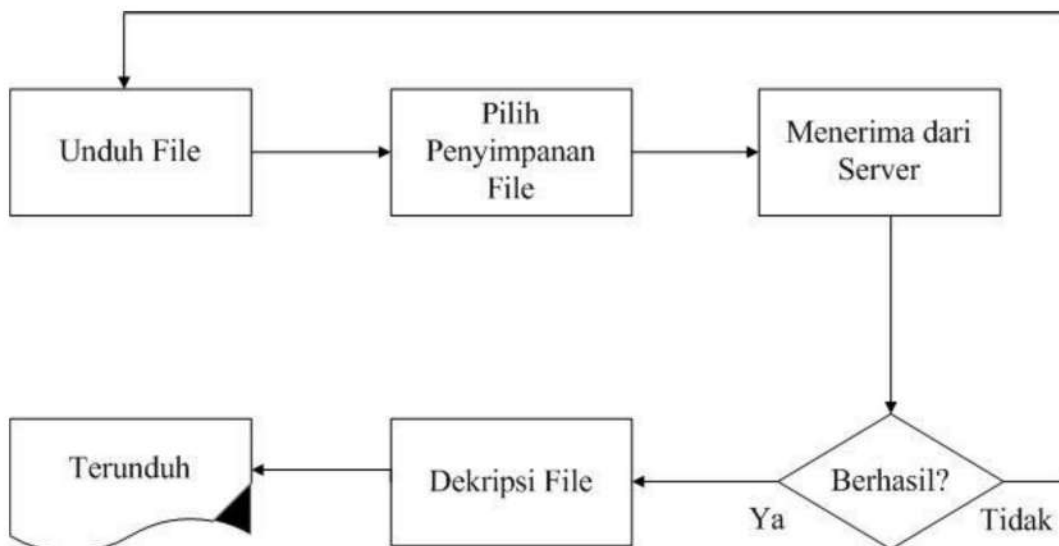 Unduh File
Pilih
Penyimpanan
File
Menerima dari
Server
Terunduh
Dekripsi File
Berhasil?
Ya
Tidak